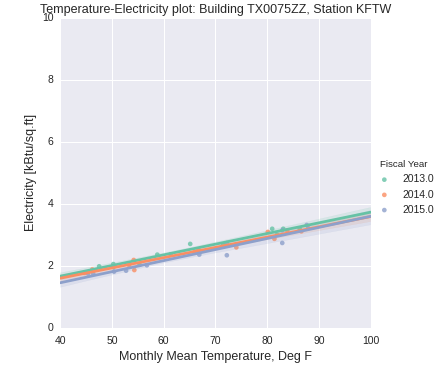 Temperature-Electricity plot: Building TX0075ZZ, Station KFTW
10
8
6
4
2
0
Electricity [kBtu/sq.ft]
40 50 60 70 80 90 100
Monthly Mean Temperature, Deg F
Fiscal Year
2013.0
2014.0
2015.0